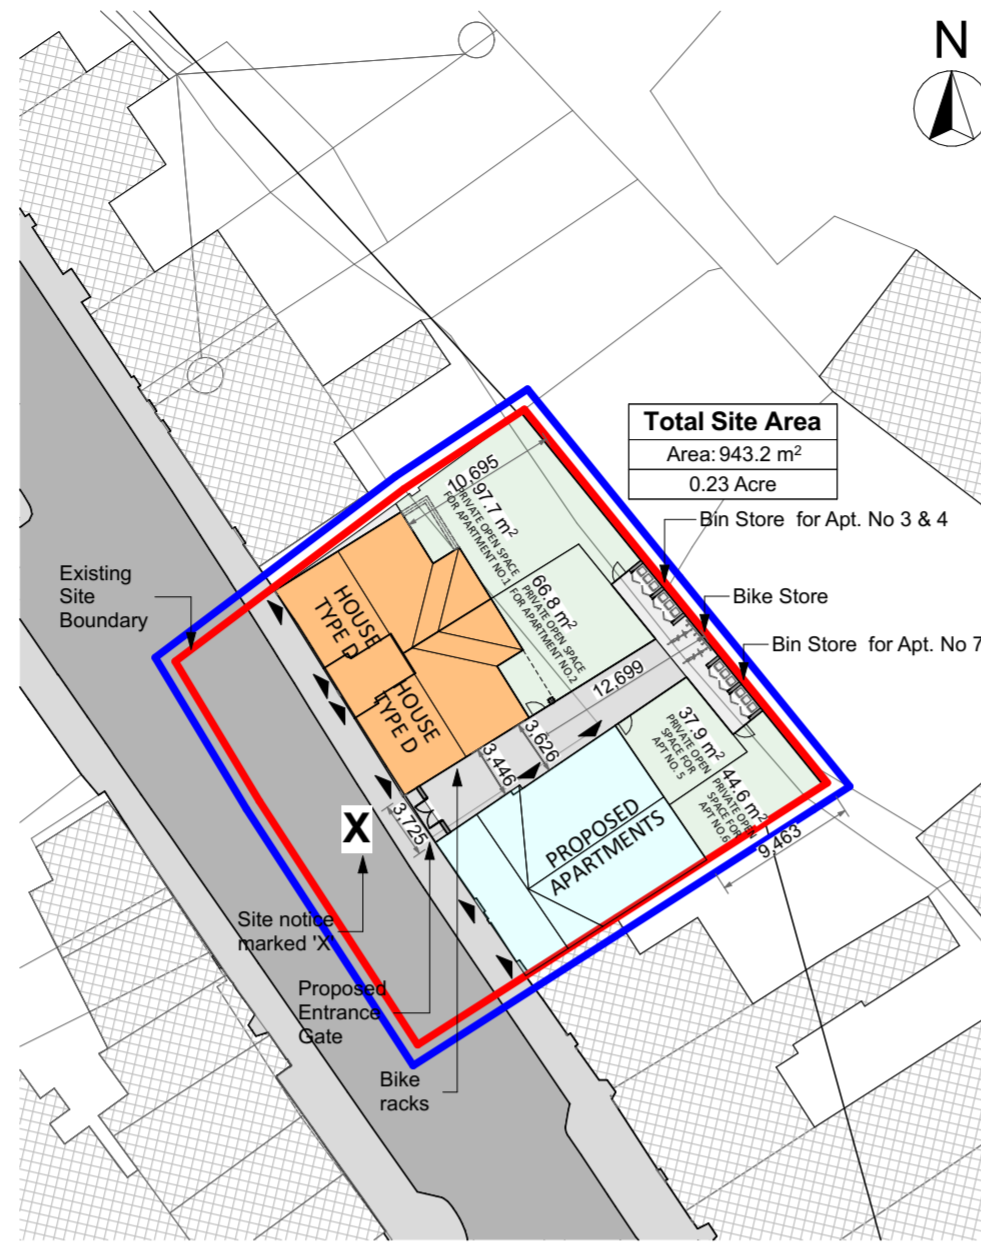 N
Total Site Area
Area: 943.2 m²
0.23 Acre
Bin Store for Apt. No 3 & 4
Bike Store
Bin Store for Apt. No 7
Existing
Site
Boundary
10,695
97.7 m²
PRIVATE OPEN SPACE
FOR APARTMENT NO.1
66.8 m²
PRIVATE OPEN SPACE
FOR APARTMENT NO.2
HOUSE
TYPE D
HOUSE
TYPE D
12,699
3,626
3,446
3,725
37.9 m²
PRIVATE OPEN
SPACE FOR
APT NO. 5
44.6 m²
PRIVATE OPEN
SPACE FOR
APT NO.6
9,463
PROPOSED
APARTMENTS
X
Site notice
marked 'X'
Proposed
Entrance
Gate
Bike
racks